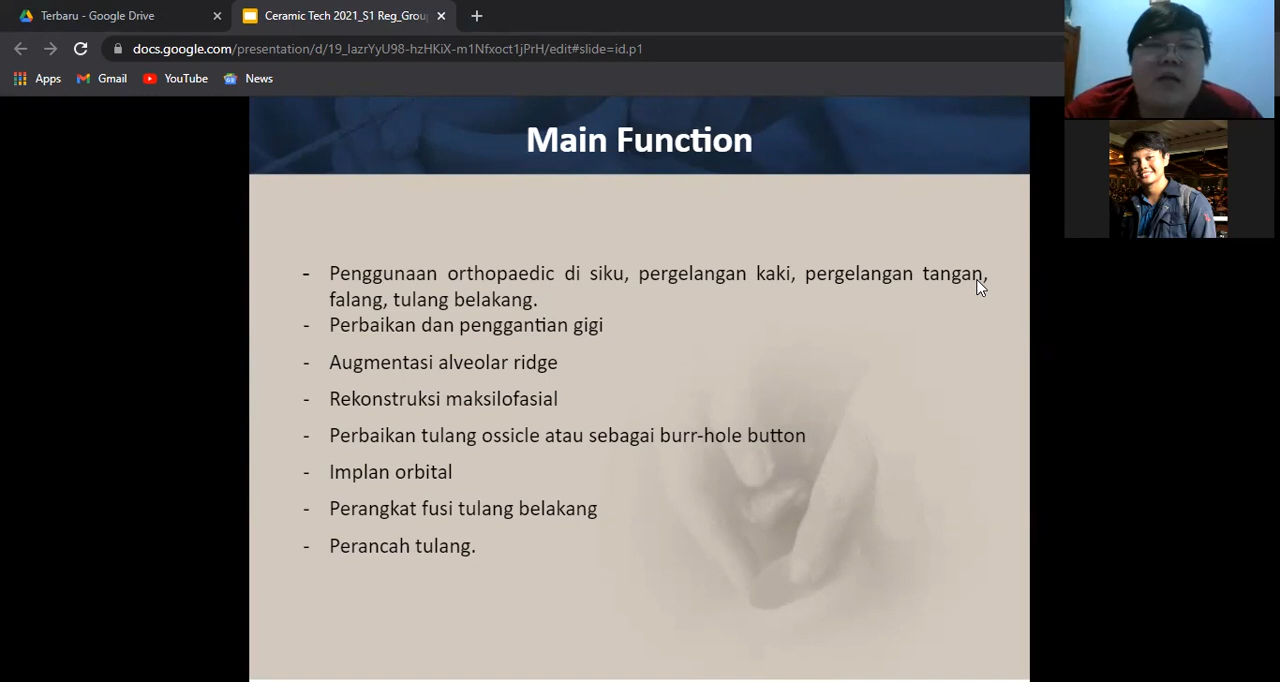 Terbaru - Google Drive
Ceramic Tech 2021_S1 Reg_Grou
docs.google.com/presentation/d/19_lazrYyU98-hzHKiX-m1Nfxoct1jPrH/edit#slide=id.p1
Apps
Gmail
YouTube
News
Main Function
- Penggunaan orthopaedic di siku, pergelangan kaki, pergelangan tangan,
falang, tulang belakang.
- Perbaikan dan penggantian gigi
- Augmentasi alveolar ridge
- Rekonstruksi maksilofasial
- Perbaikan tulang ossicle atau sebagai burr-hole button
- Implan orbital
- Perangkat fusi tulang belakang
- Perancah tulang.